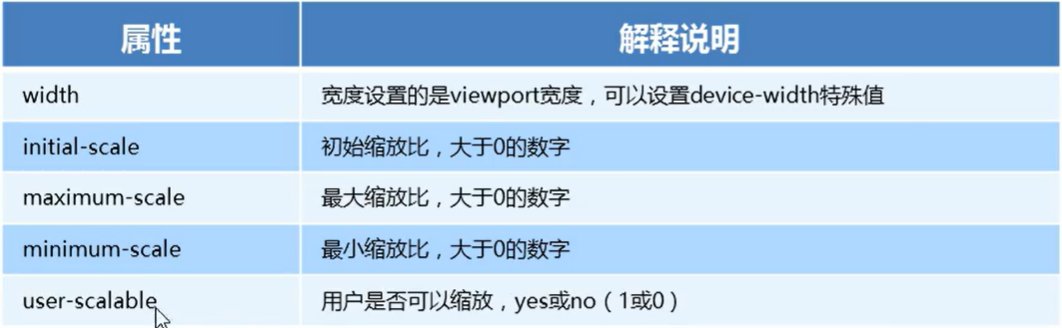 属性 解释说明
width 宽度设置的是viewport宽度，可以设置device-width特殊值
initial-scale 初始缩放比，大于0的数字
maximum-scale 最大缩放比，大于0的数字
minimum-scale 最小缩放比，大于0的数字
user-scalable 用户是否可以缩放，yes或no（1或0）